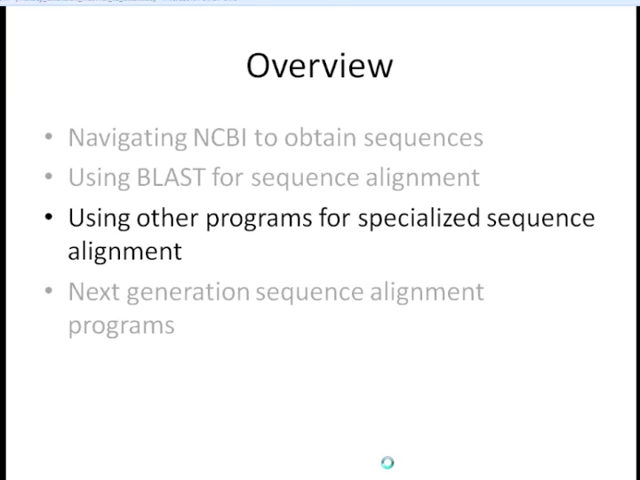 Overview
• Navigating NCBI to obtain sequences
• Using BLAST for sequence alignment
• Using other programs for specialized sequence
alignment
• Next generation sequence alignment
programs